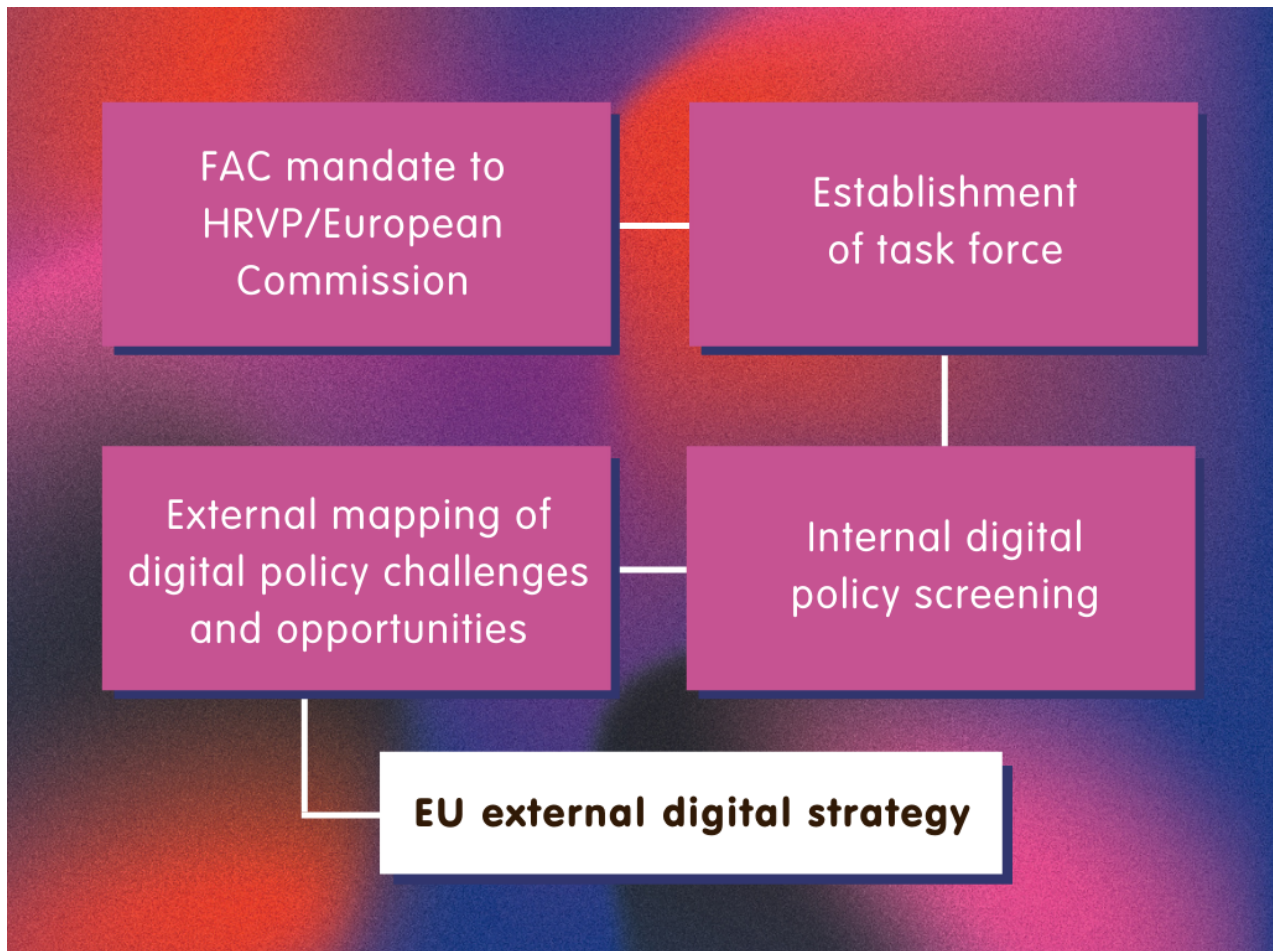 FAC mandate to
HRVP/European
Commission
Establishment
of task force
External mapping of
digital policy challenges
and opportunities
Internal digital
policy screening
EU external digital strategy